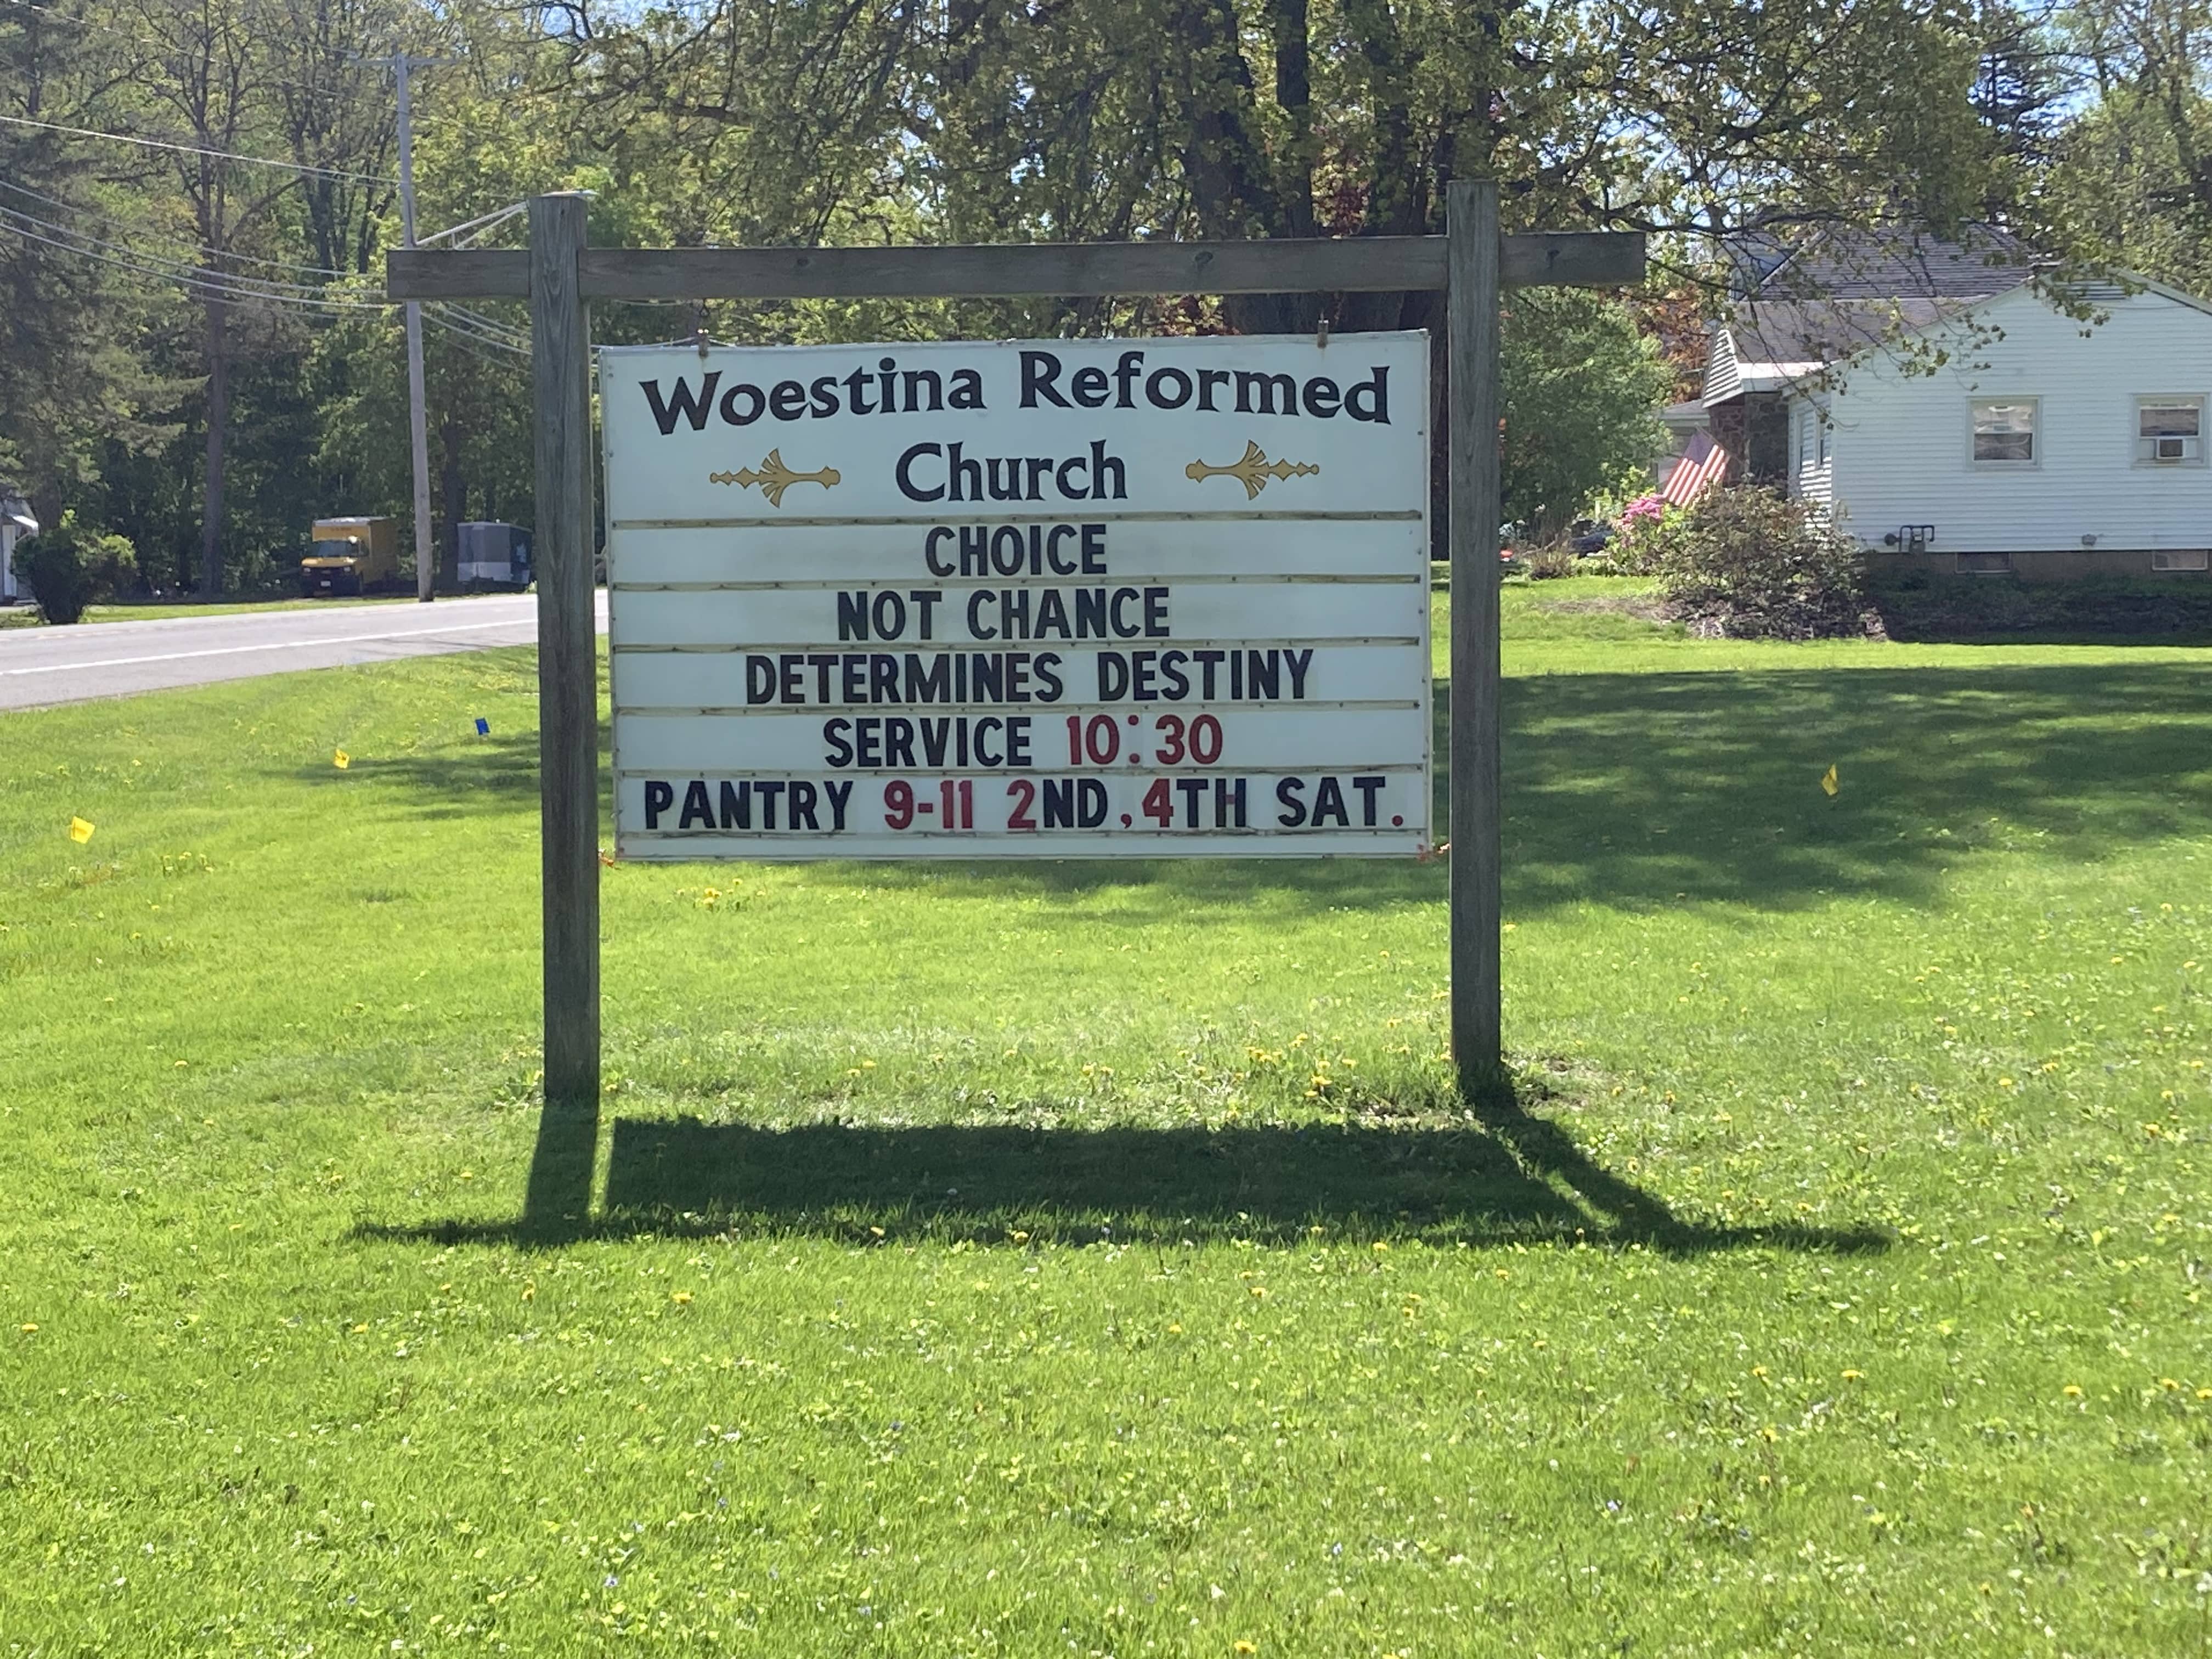 Woestina Reformed
Church
CHOICE
NOT CHANCE
DETERMINES DESTINY
SERVICE 10:30
PANTRY 9-11 2ND, 4TH SAT.